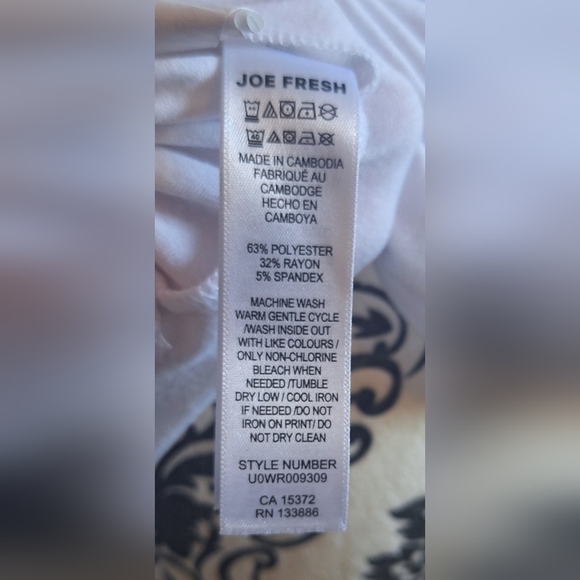 JOE FRESH
40
MADE IN CAMBODIA
FABRIQUÉ AU
CAMBODGE
HECHO EN
CAMBOYA
63% POLYESTER
32% RAYON
5% SPANDEX
MACHINE WASH
WARM GENTLE CYCLE
/WASH INSIDE OUT
WITH LIKE COLOURS /
ONLY NON-CHLORINE
BLEACH WHEN
NEEDED /TUMBLE
DRY LOW / COOL IRON
IF NEEDED /DO NOT
IRON ON PRINT/ DO
NOT DRY CLEAN
STYLE NUMBER
U0WR009309
CA 15372
RN 133886